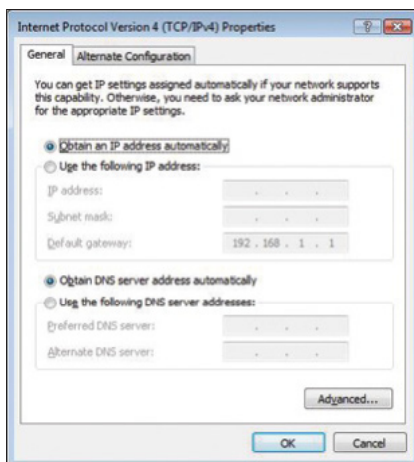 Internet Protocol Version 4 (TCP/IPv4) Properties
General
Alternate Configuration
You can get IP settings assigned automatically if your network supports
this capability. Otherwise, you need to ask your network administrator
for the appropriate IP settings.
Obtain an IP address automatically
Use the following IP address:
IP address:
Subnet mask:
Default gateway:
192 . 168 . 1 . 1
Obtain DNS server address automatically
Use the following DNS server addresses:
Preferred DNS server:
Alternate DNS server:
Advanced...
OK
Cancel